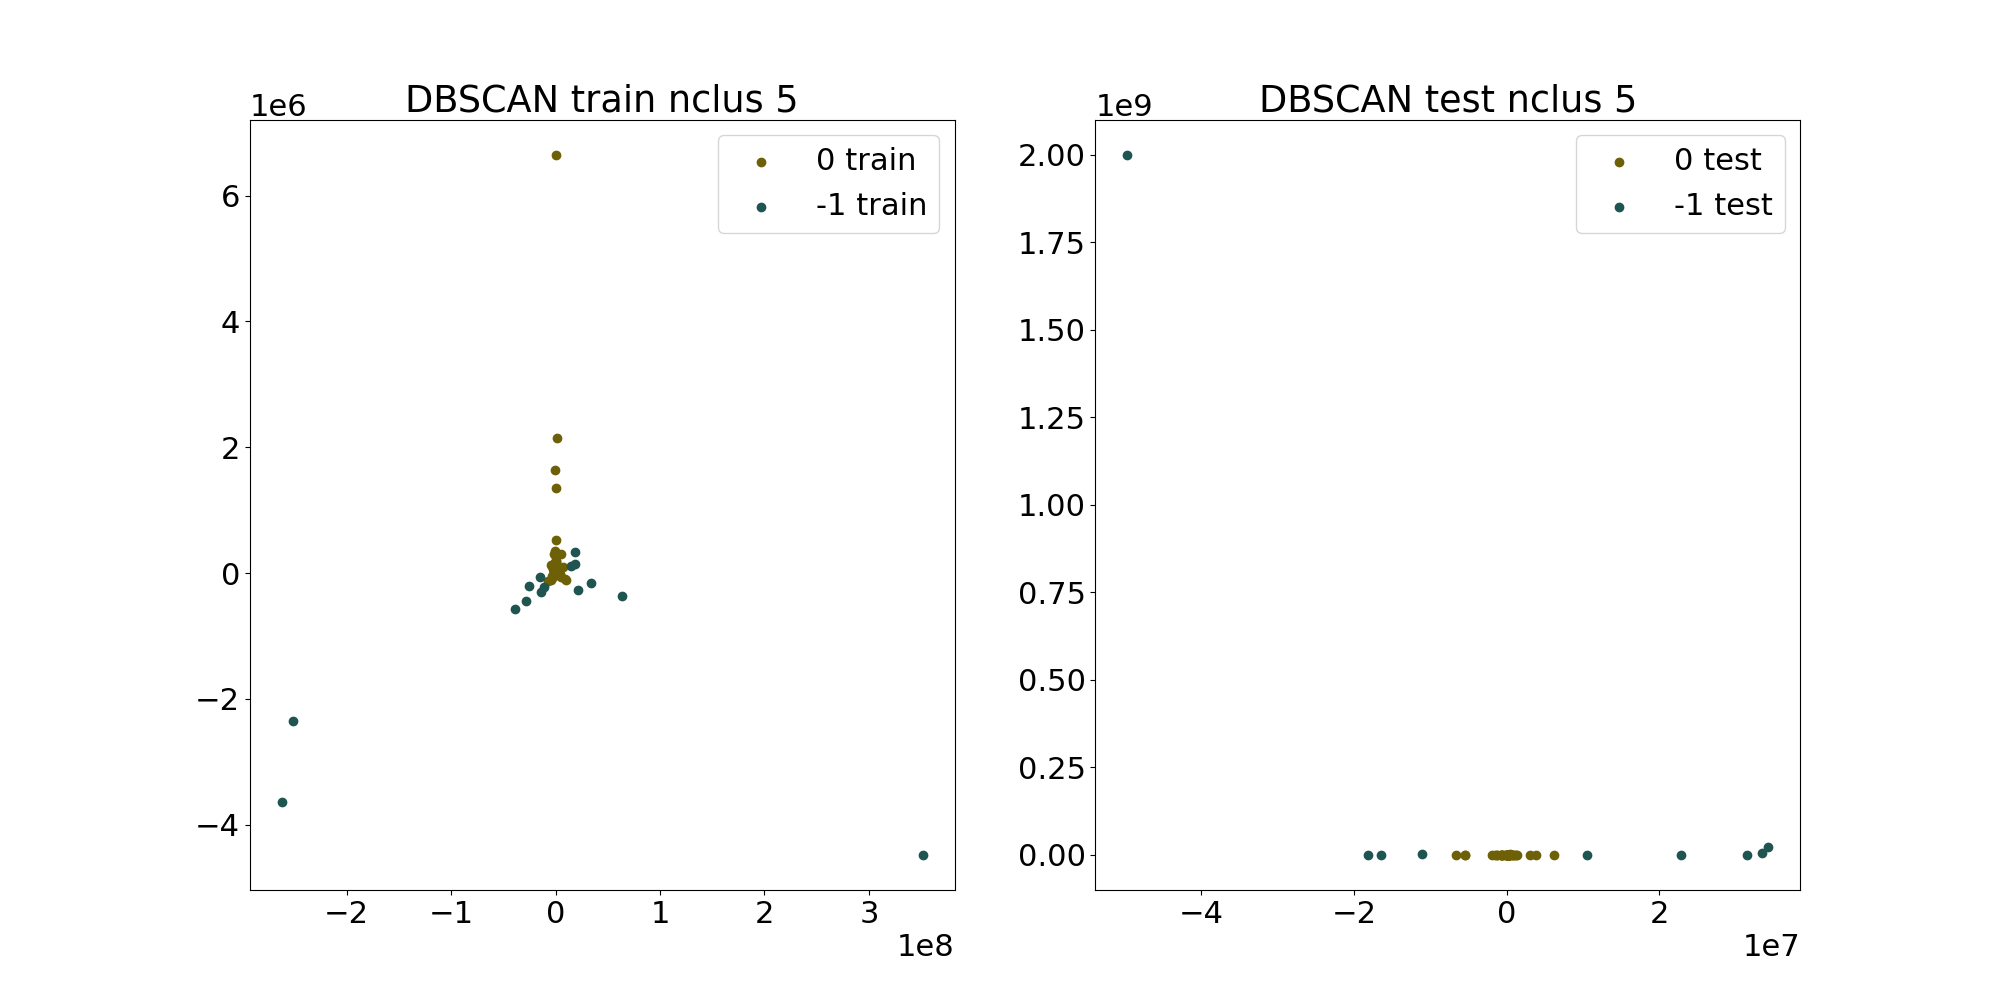 DBSCAN train nclus 5
1e6
0 train
-1 train
6
4
2
0
−2
−4
−2 −1 0 1 2 3
1e8
DBSCAN test nclus 5
1e9
0 test
-1 test
2.00
1.75
1.50
1.25
1.00
0.75
0.50
0.25
0.00
−4 −2 0 2
1e7